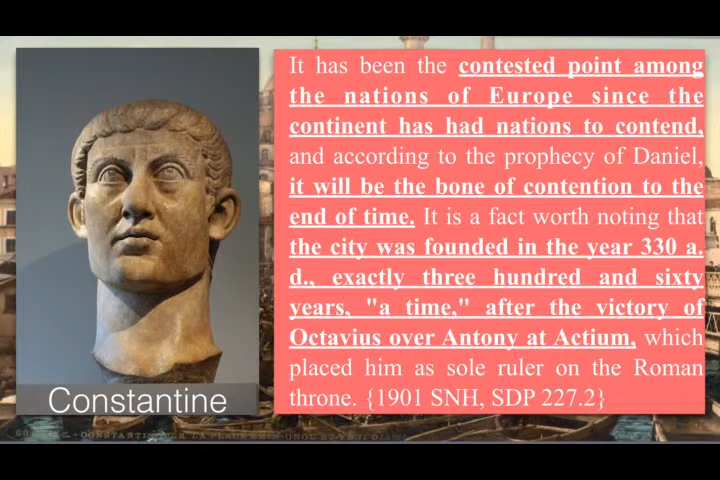 It has been the contested point among
the nations of Europe since the
continent has had nations to contend,
and according to the prophecy of Daniel,
it will be the bone of contention to the
end of time. It is a fact worth noting that
the city was founded in the year 330 a.
d., exactly three hundred and sixty
years, "a time," after the victory of
Octavius over Antony at Actium, which
placed him as sole ruler on the Roman
throne. {1901 SNH, SDP 227.2}
Constantine